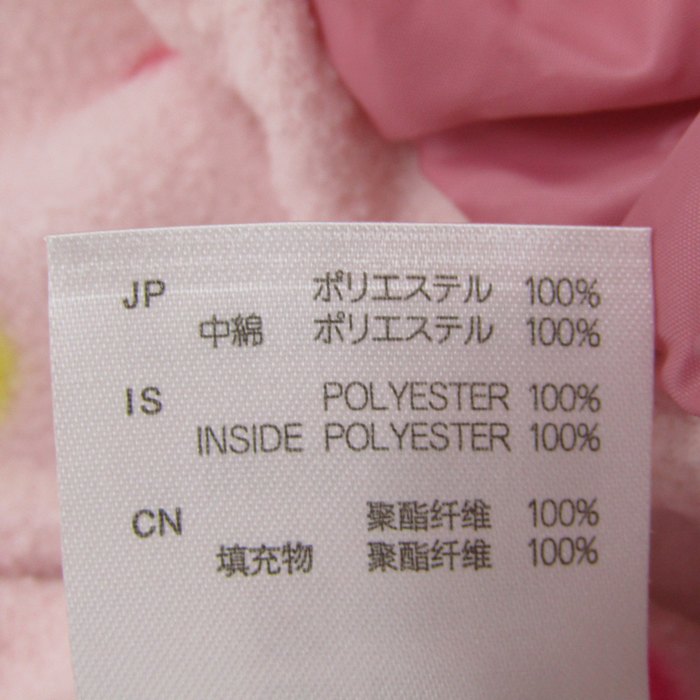 JP ポリエステル 100%
中綿 ポリエステル 100%
IS POLYESTER 100%
INSIDE POLYESTER 100%
CN 聚酯纤维 100%
填充物 聚酯纤维 100%